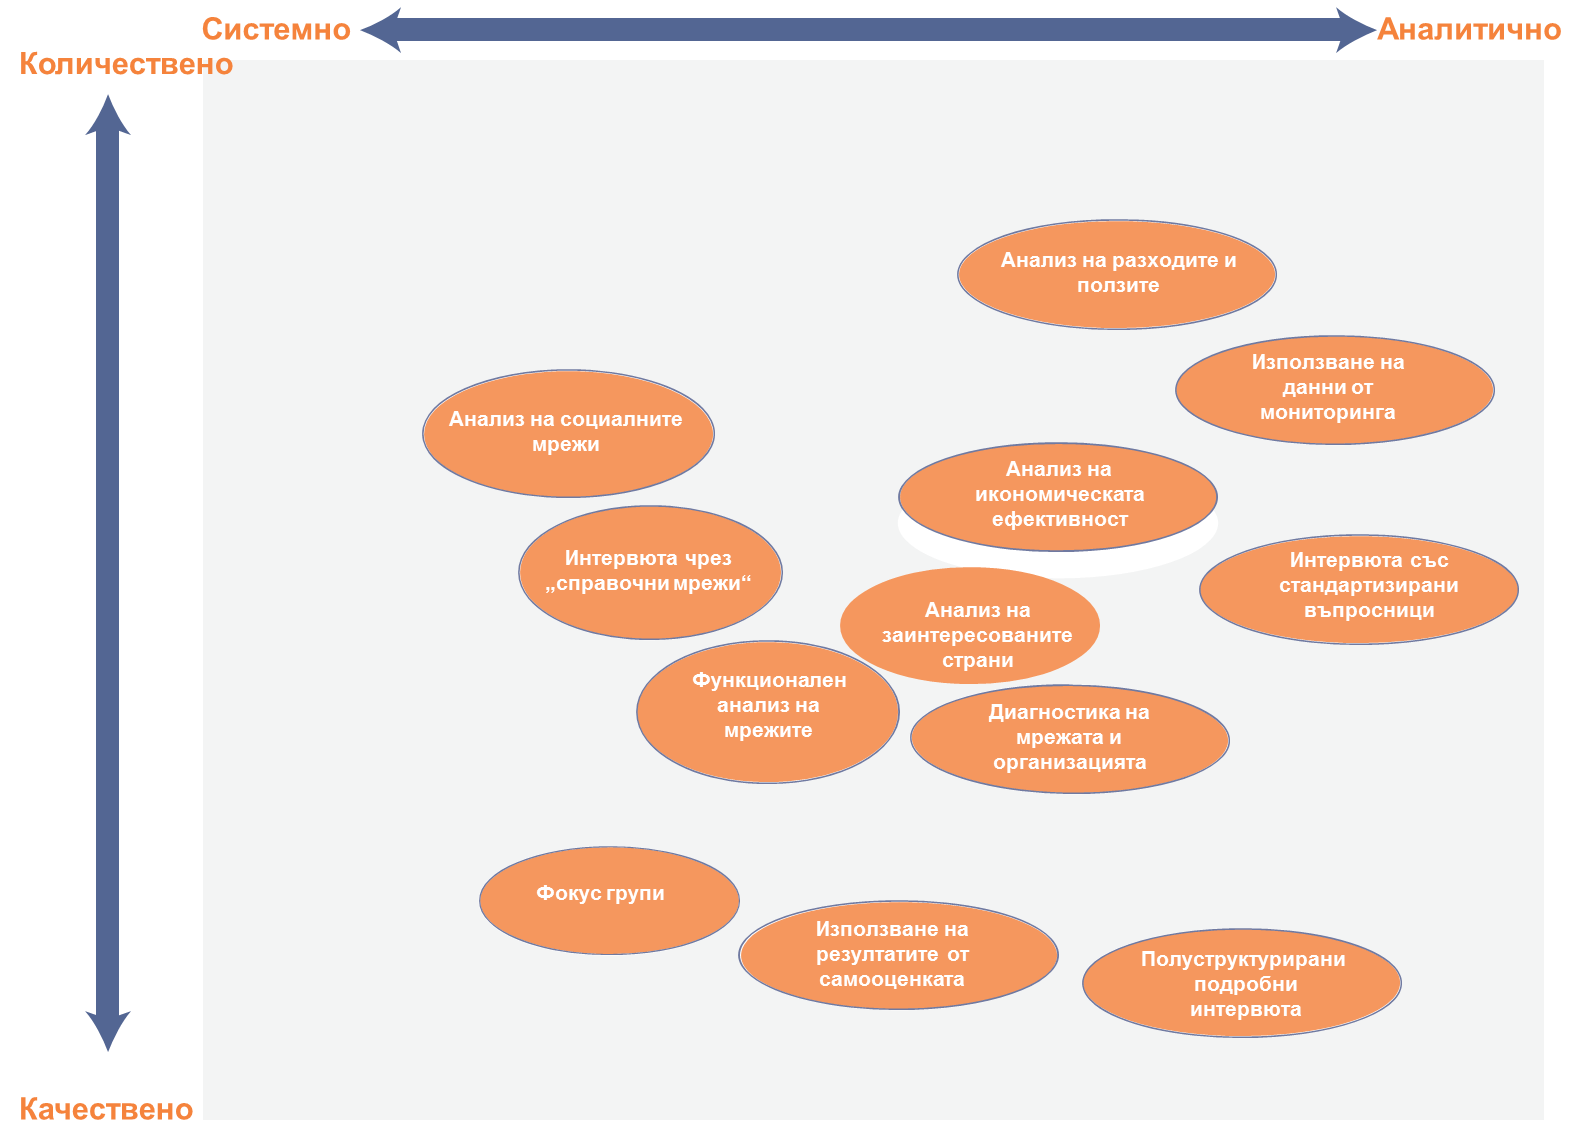 Системно
Аналитично
Количествено
Анализ на разходите и
ползите
Използване на
данни от
мониторинга
Анализ на социалните
мрежи
Анализ на
икономическата
ефективност
Интервюта чрез
„справочни мрежи“
Интервюта със
стандартизирани
въпросници
Анализ на
заинтересованите
страни
Функционален
анализ на
мрежите
Диагностика на
мрежата и
организацията
Фокус групи
Използване на
резултатите от
самооценката
Полуструктурирани
подробни
интервюта
Качествено